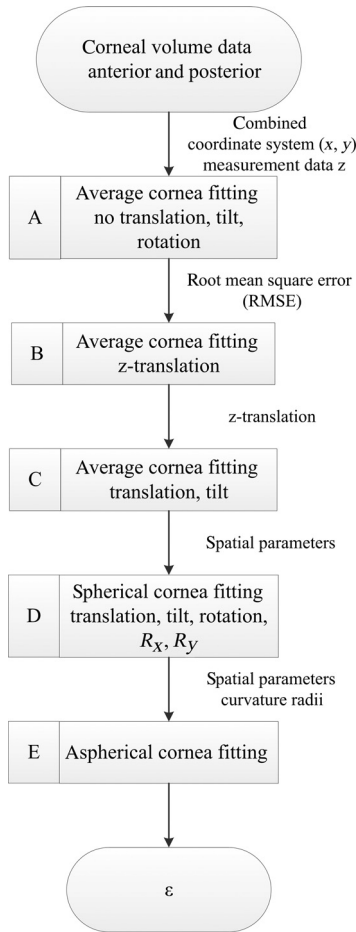 Corneal volume data
anterior and posterior
Combined
coordinate system (x, y)
measurement data z
A
Average cornea fitting
no translation, tilt,
rotation
Root mean square error
(RMSE)
B
Average cornea fitting
z-translation
z-translation
C
Average cornea fitting
translation, tilt
Spatial parameters
D
Spherical cornea fitting
translation, tilt, rotation,
RX, RY
Spatial parameters
curvature radii
E
Aspherical cornea fitting
ε